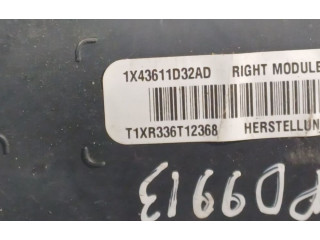 1X43611D32AD RIGHT MODULE
T1XR336T12368 HERSTELLUN